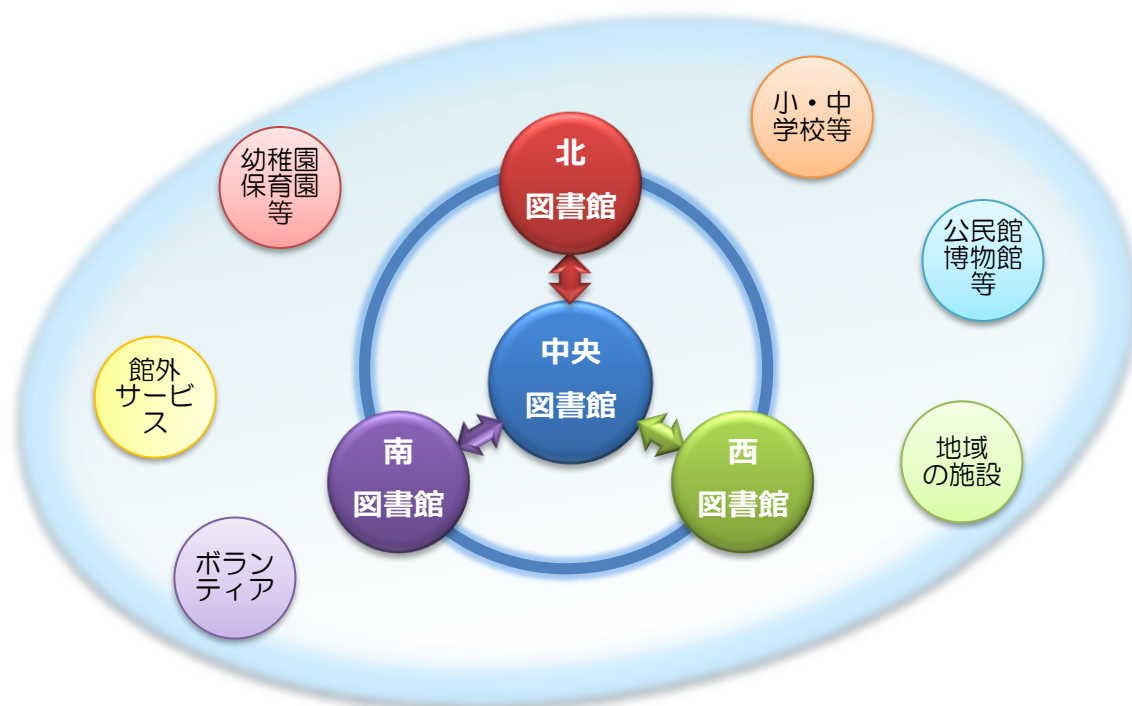 小・中
学校等
北
図書館
幼稚園
保育園
等
公民館
博物館
等
中央
図書館
館外
サービ
ス
南
図書館
西
図書館
地域
の施設
ボラン
ティア